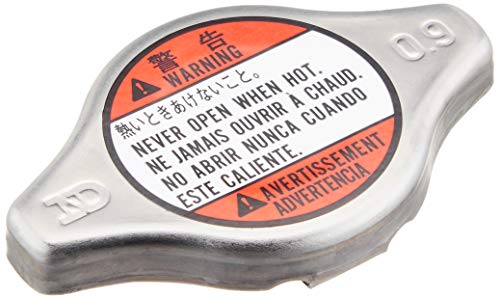 警告
WARNING
熱いときあけないこと。
NEVER OPEN WHEN HOT.
NE JAMAIS OUVRIR À CHAUD.
NO ABRIR NUNCA CUANDO
ESTE CALIENTE.
AVERTISSEMENT
ADVERTENCIA
0.9